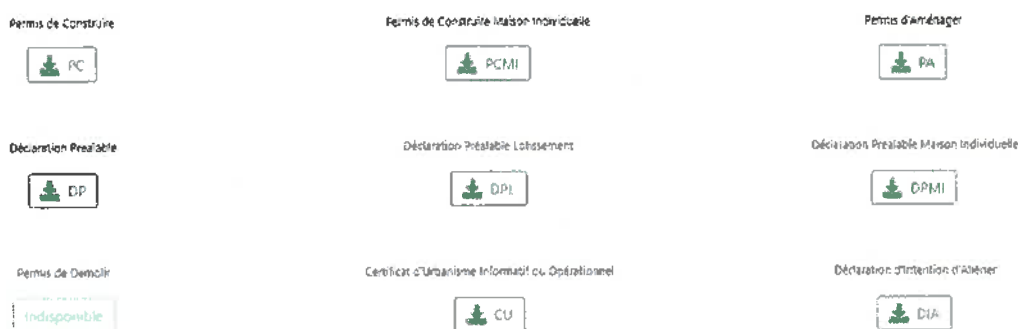 Permis de Construire
Permis de Construire Maison Individuelle
Permis d'Aménager
PC
PCMI
PA
Déclaration Préalable
Déclaration Préalable Lotissement
Déclaration Préalable Maison Individuelle
DP
DPL
DPMI
Permis de Démolir
Certificat d'Urbanisme Informatif ou Opérationnel
Déclaration d'Intention d'Aliéner
Indisponible
CU
DIA